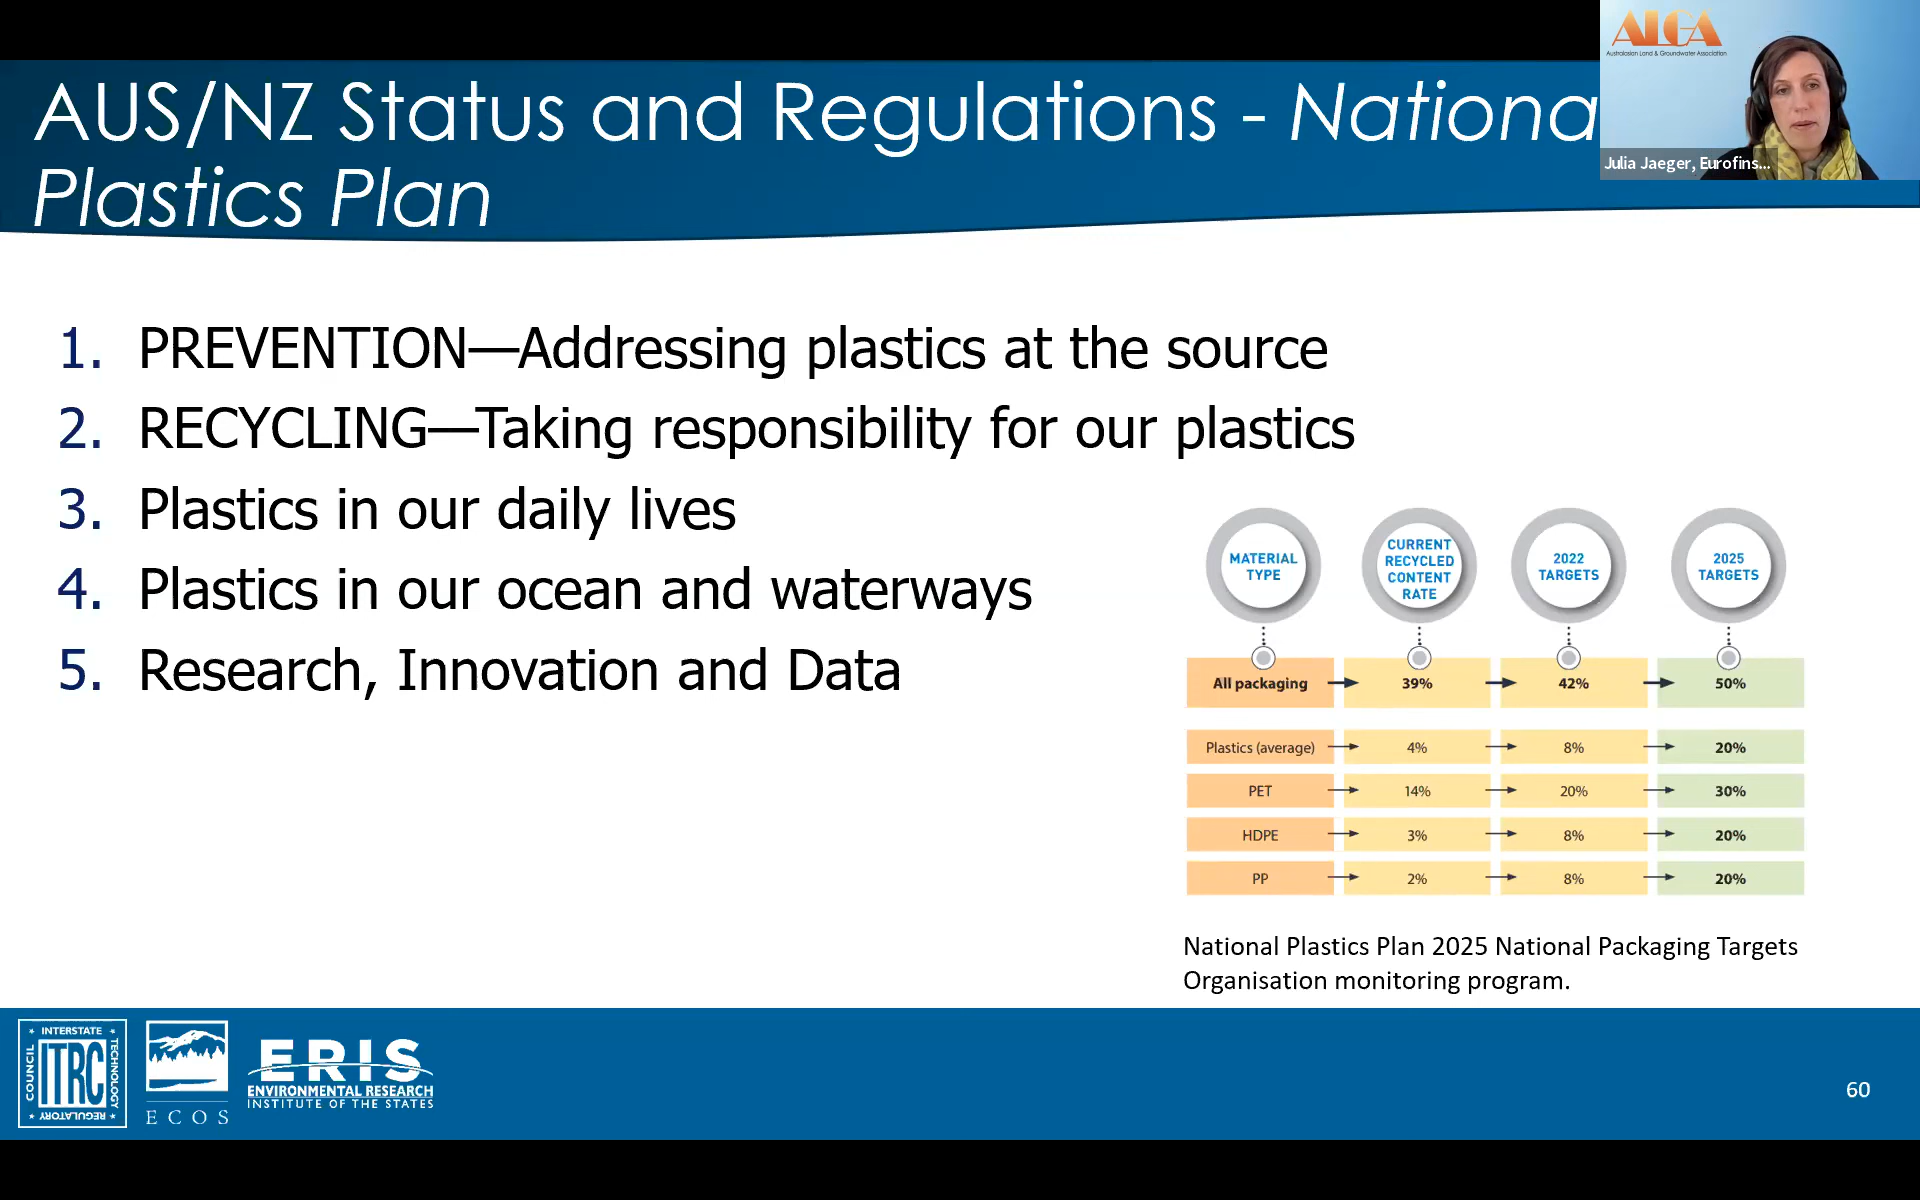 ALGA
Australasian Land & Groundwater Association
Julia Jaeger, Eurofins...
AUS/NZ Status and Regulations - Nationa
Plastics Plan
1. PREVENTION—Addressing plastics at the source
2. RECYCLING—Taking responsibility for our plastics
3. Plastics in our daily lives
4. Plastics in our ocean and waterways
5. Research, Innovation and Data
MATERIAL TYPE
CURRENT RECYCLED CONTENT RATE
2022 TARGETS
2025 TARGETS
All packaging 39% 42% 50%
Plastics (average) 4% 8% 20%
PET 14% 20% 30%
HDPE 3% 8% 20%
PP 2% 8% 20%
National Plastics Plan 2025 National Packaging Targets
Organisation monitoring program.
INTERSTATE
TECHNOLOGY
REGULATORY
COUNCIL
ITRC
ECOS
ERIS
ENVIRONMENTAL RESEARCH
INSTITUTE OF THE STATES
60